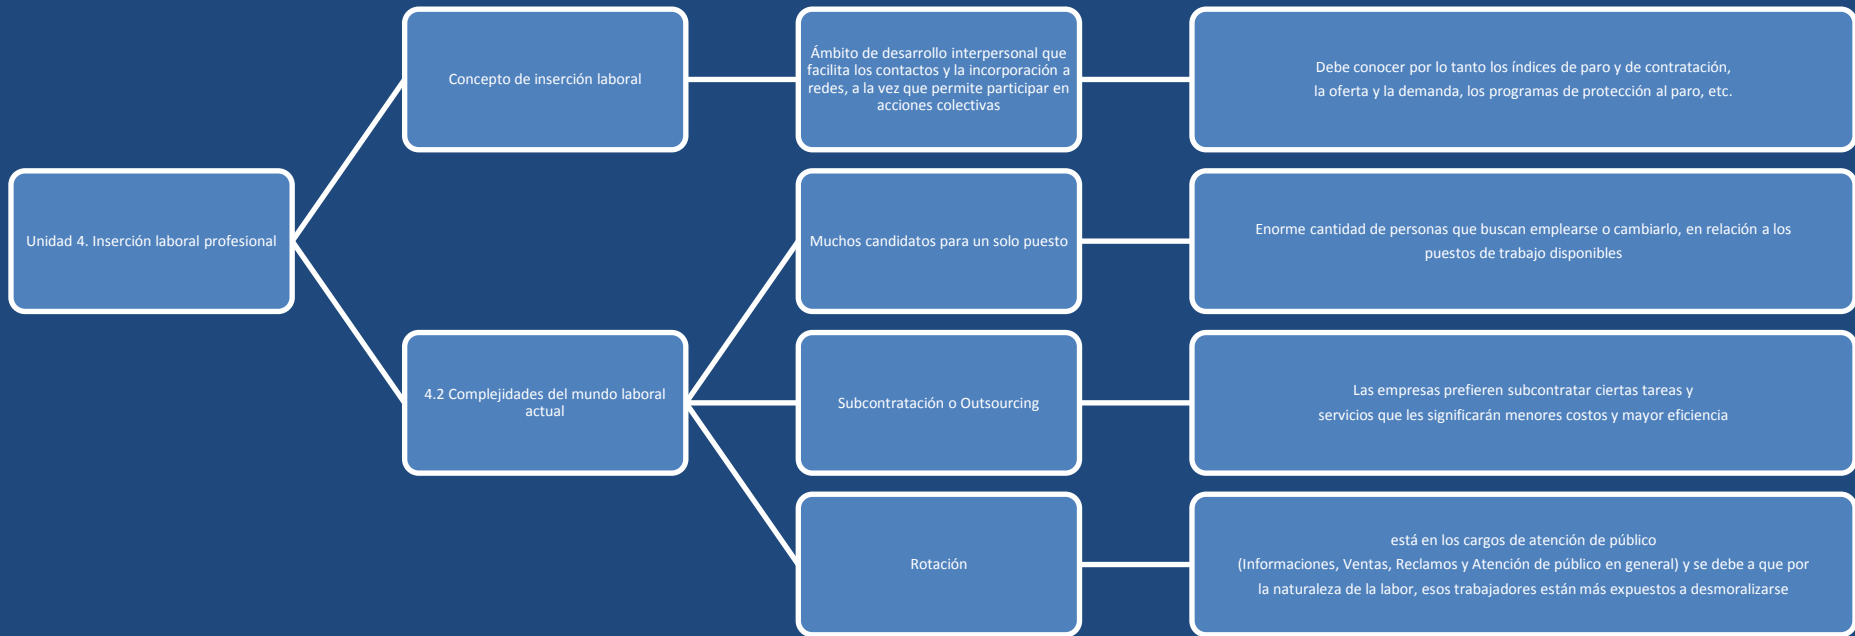 Unidad 4. Inserción laboral profesional
Concepto de inserción laboral
Ámbito de desarrollo interpersonal que
facilita los contactos y la incorporación a
redes, a la vez que permite participar en
acciones colectivas
Debe conocer por lo tanto los índices de paro y de contratación,
la oferta y la demanda, los programas de protección al paro, etc.
4.2 Complejidades del mundo laboral
actual
Muchos candidatos para un solo puesto
Enorme cantidad de personas que buscan emplearse o cambiarlo, en relación a los
puestos de trabajo disponibles
Subcontratación o Outsourcing
Las empresas prefieren subcontratar ciertas tareas y
servicios que les significarán menores costos y mayor eficiencia
Rotación
está en los cargos de atención de público
(Informaciones, Ventas, Reclamos y Atención de público en general) y se debe a que por
la naturaleza de la labor, esos trabajadores están más expuestos a desmoralizarse